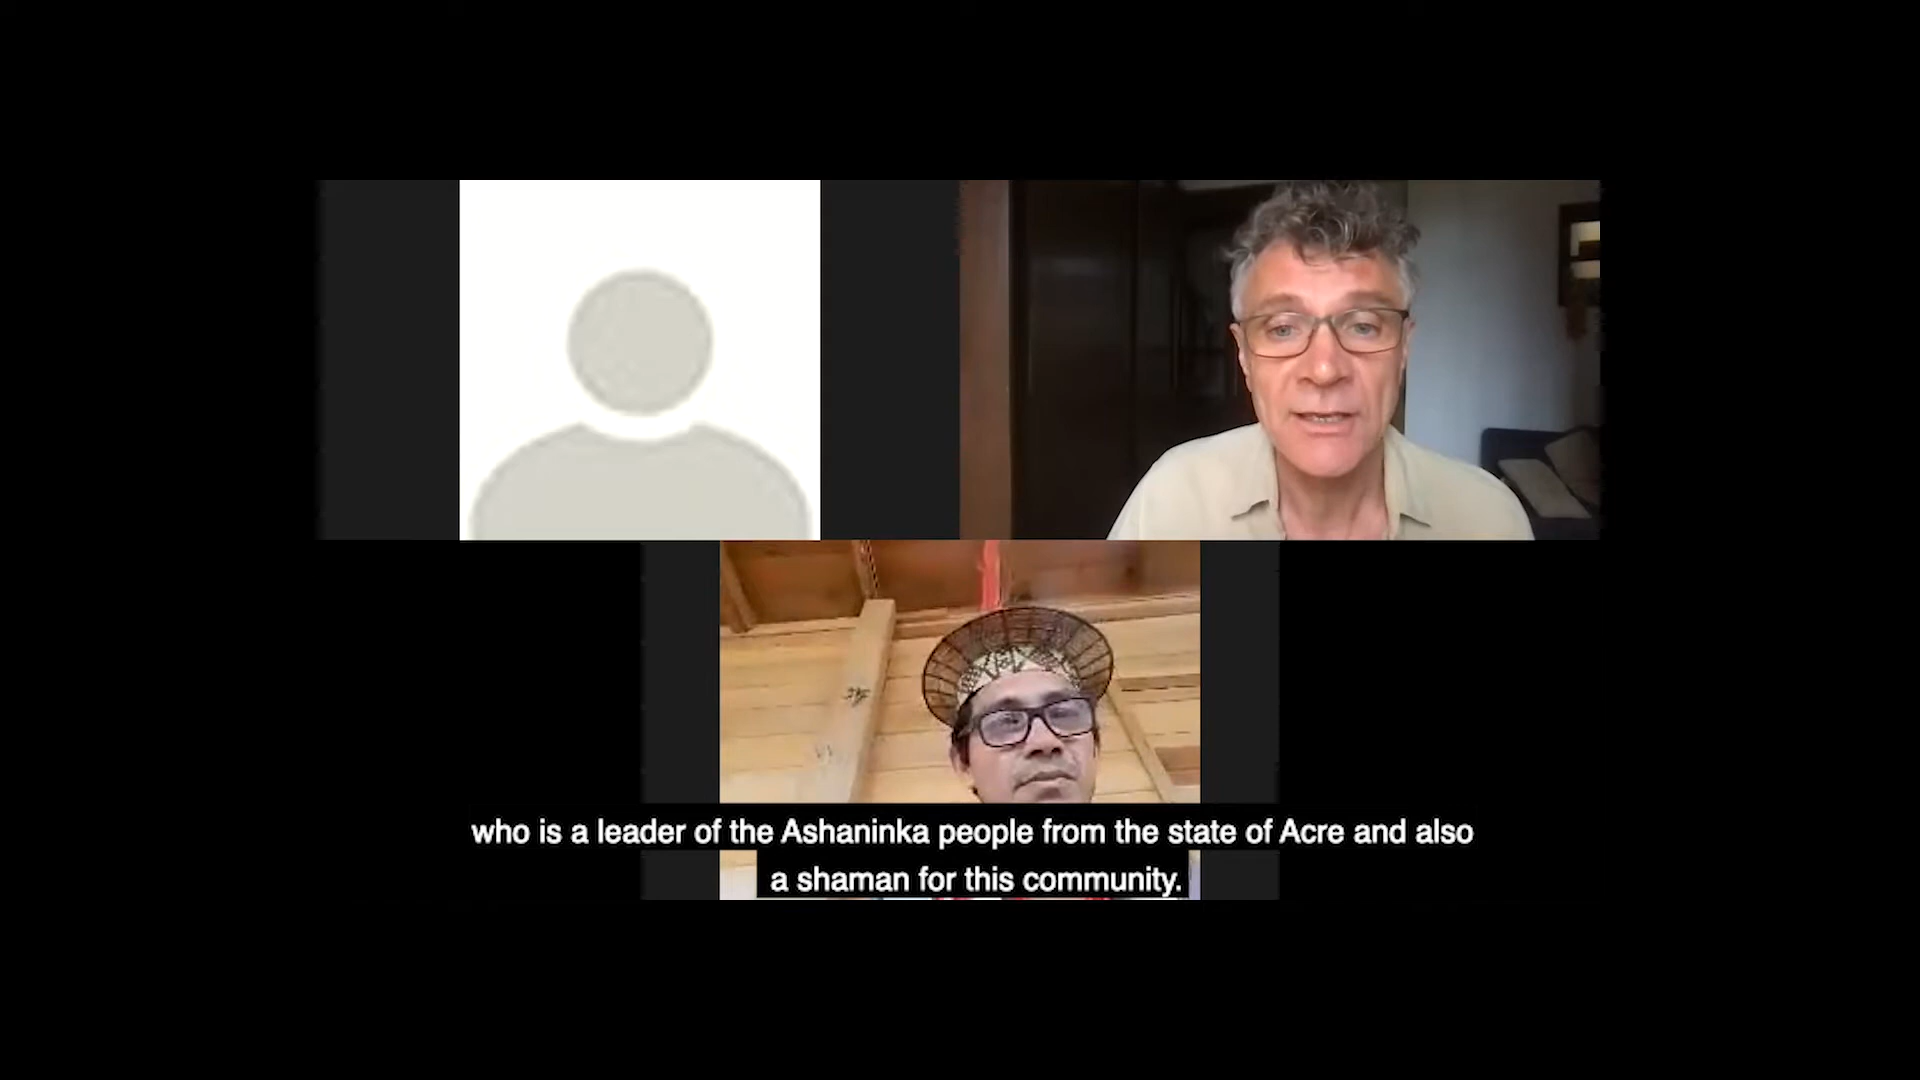 who is a leader of the Ashaninka people from the state of Acre and also
a shaman for this community.